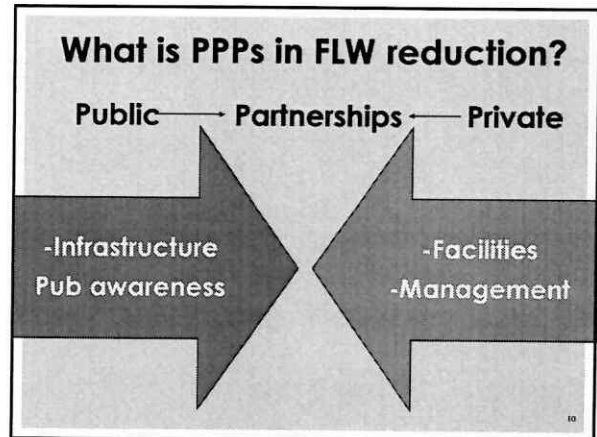 What is PPPs in FLW reduction?
Public Partnerships Private
-Infrastructure
Pub awareness
-Facilities
-Management
10